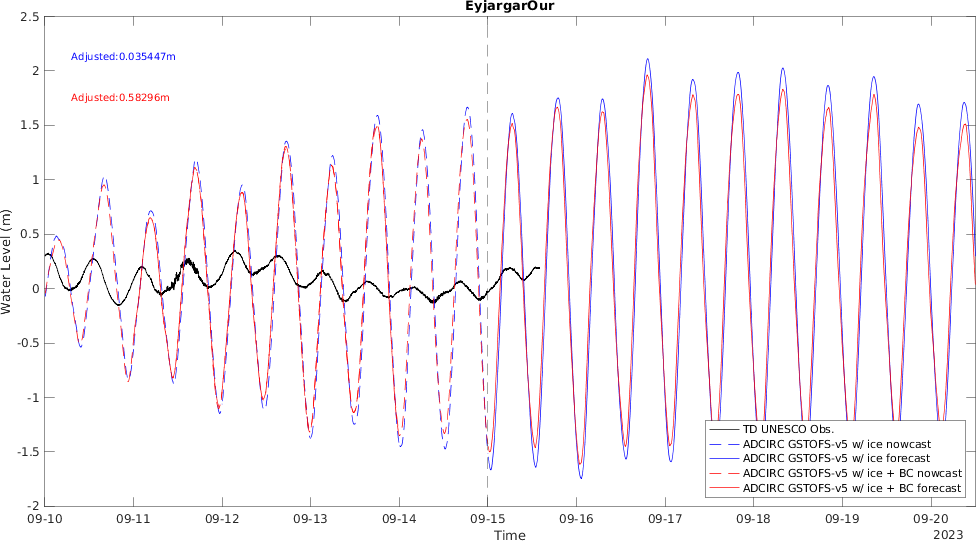 EyjargarOur
2.5
2
1.5
1
0.5
0
-0.5
-1
-1.5
-2
Water Level (m)
Adjusted:0.035447m
Adjusted:0.58296m
TD UNESCO Obs.
ADCIRC GSTOFS-v5 w/ ice nowcast
ADCIRC GSTOFS-v5 w/ ice forecast
ADCIRC GSTOFS-v5 w/ ice + BC nowcast
ADCIRC GSTOFS-v5 w/ ice + BC forecast
09-10 09-11 09-12 09-13 09-14 09-15 09-16 09-17 09-18 09-19 09-20
Time
2023